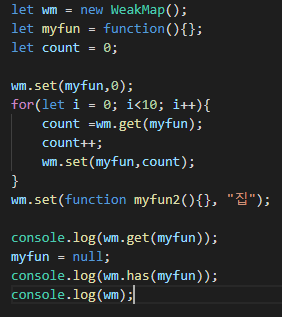 let wm = new WeakMap();
let myfun = function(){};
let count = 0;
wm.set(myfun,0);
for(let i = 0; i<10; i++){
count =wm.get(myfun);
count++;
wm.set(myfun,count);
}
wm.set(function myfun2(){}, "집");
console.log(wm.get(myfun));
myfun = null;
console.log(wm.has(myfun));
console.log(wm);